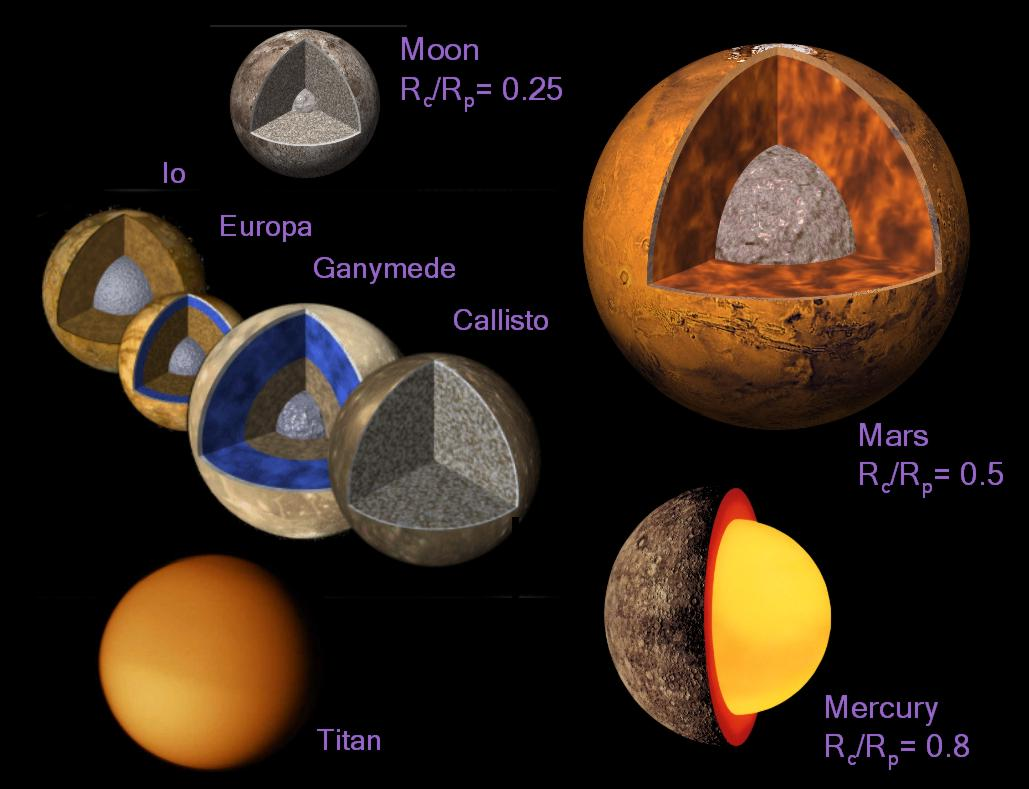 Moon
Rc/Rp= 0.25
Io
Europa
Ganymede
Callisto
Mars
Rc/Rp= 0.5
Mercury
Rc/Rp= 0.8
Titan